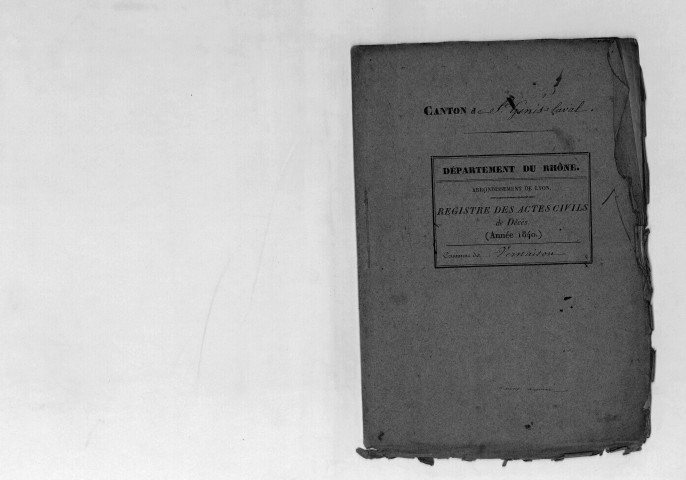 CANTON de St Genis-Laval.
DÉPARTEMENT DU RHÔNE.
ARRONDISSEMENT DE LYON.
REGISTRE DES ACTES CIVILS
de Décès.
(Année 1840.)
Commune de Vernaison